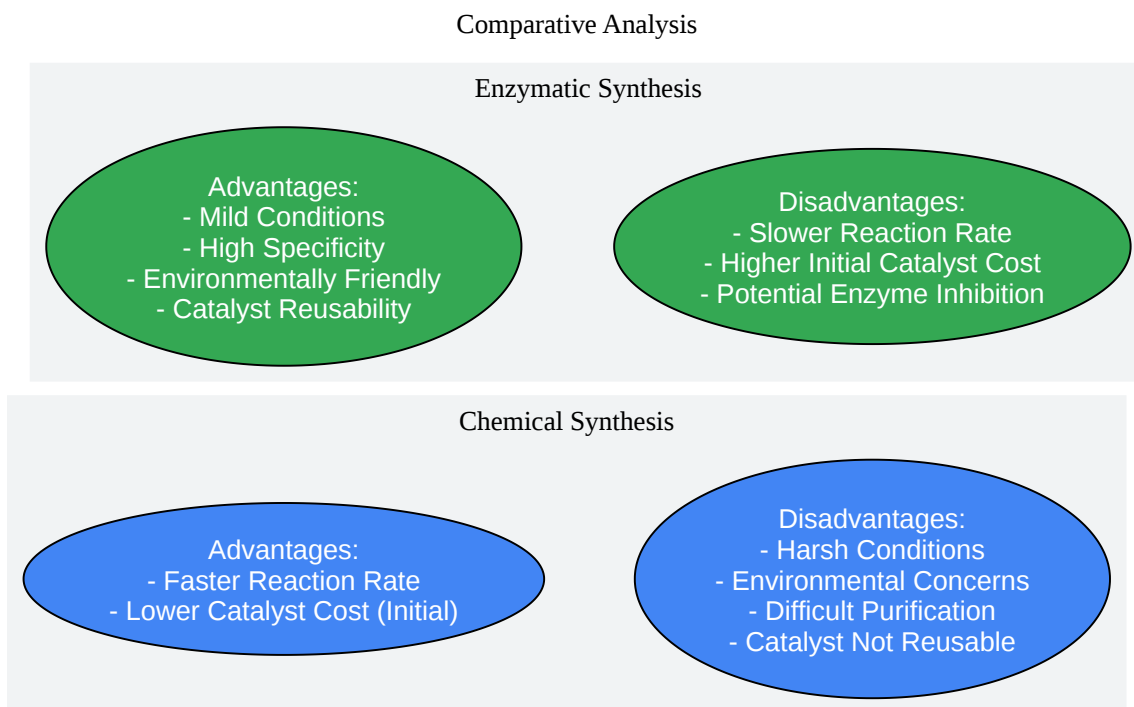 Comparative Analysis
Enzymatic Synthesis
Advantages:
- Mild Conditions
- High Specificity
- Environmentally Friendly
- Catalyst Reusability
Disadvantages:
- Slower Reaction Rate
- Higher Initial Catalyst Cost
- Potential Enzyme Inhibition
Chemical Synthesis
Advantages:
- Faster Reaction Rate
- Lower Catalyst Cost (Initial)
Disadvantages:
- Harsh Conditions
- Environmental Concerns
- Difficult Purification
- Catalyst Not Reusable